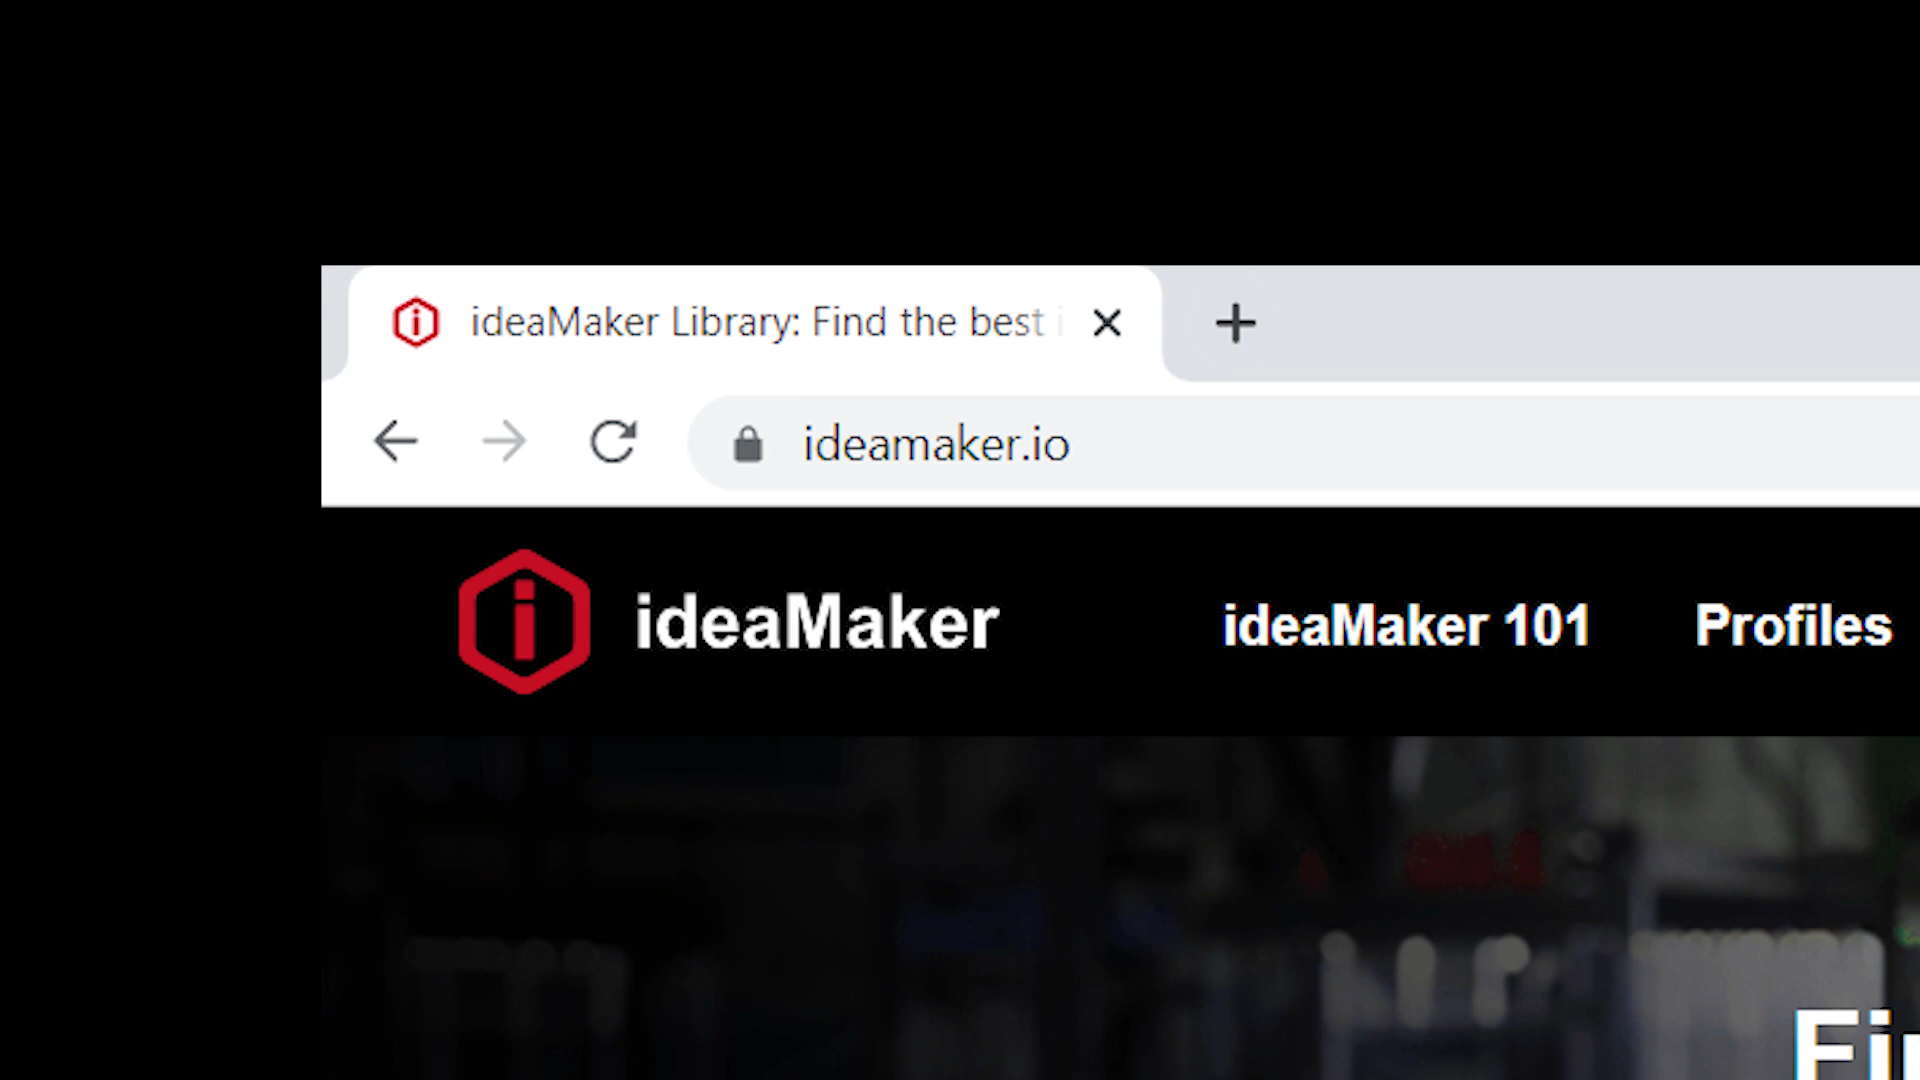 ideaMaker Library: Find the best
ideamaker.io
ideaMaker
ideaMaker 101
Profiles